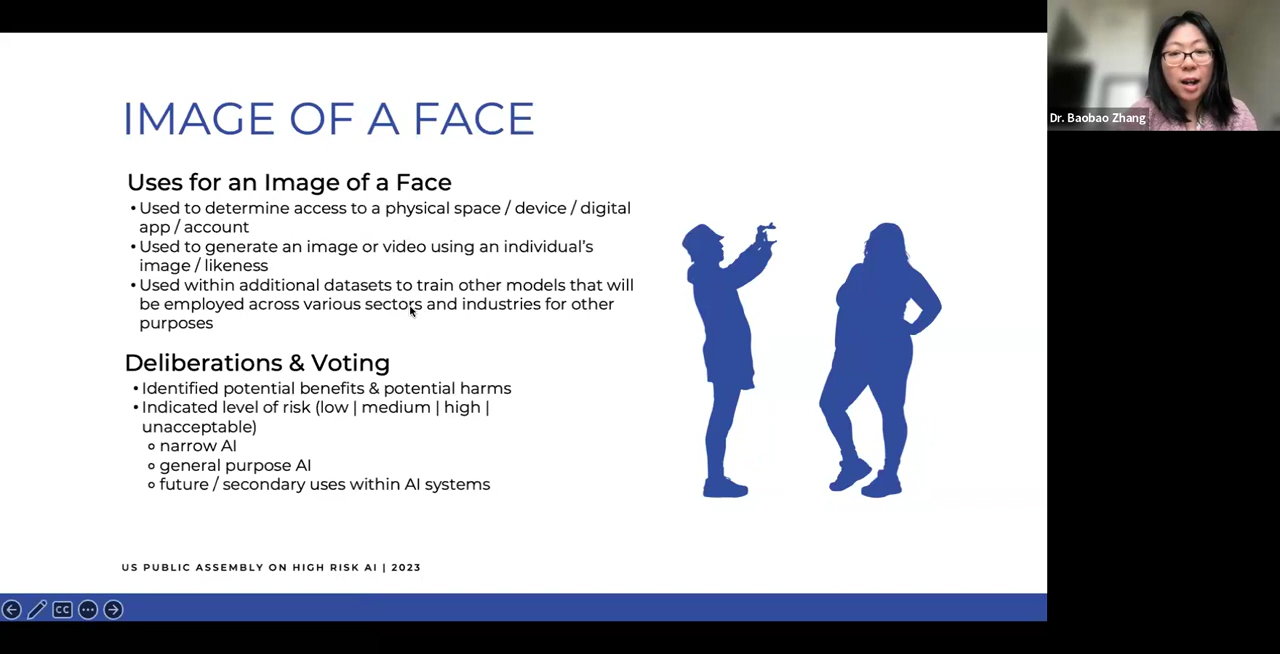 IMAGE OF A FACE
Uses for an Image of a Face
•Used to determine access to a physical space / device / digital
app / account
•Used to generate an image or video using an individual's
image / likeness
•Used within additional datasets to train other models that will
be employed across various sectors and industries for other
purposes
Deliberations & Voting
•Identified potential benefits & potential harms
•Indicated level of risk (low | medium | high |
unacceptable)
narrow AI
general purpose AI
future / secondary uses within AI systems
US PUBLIC ASSEMBLY ON HIGH RISK AI | 2023
CC
Dr. Baobao Zhang